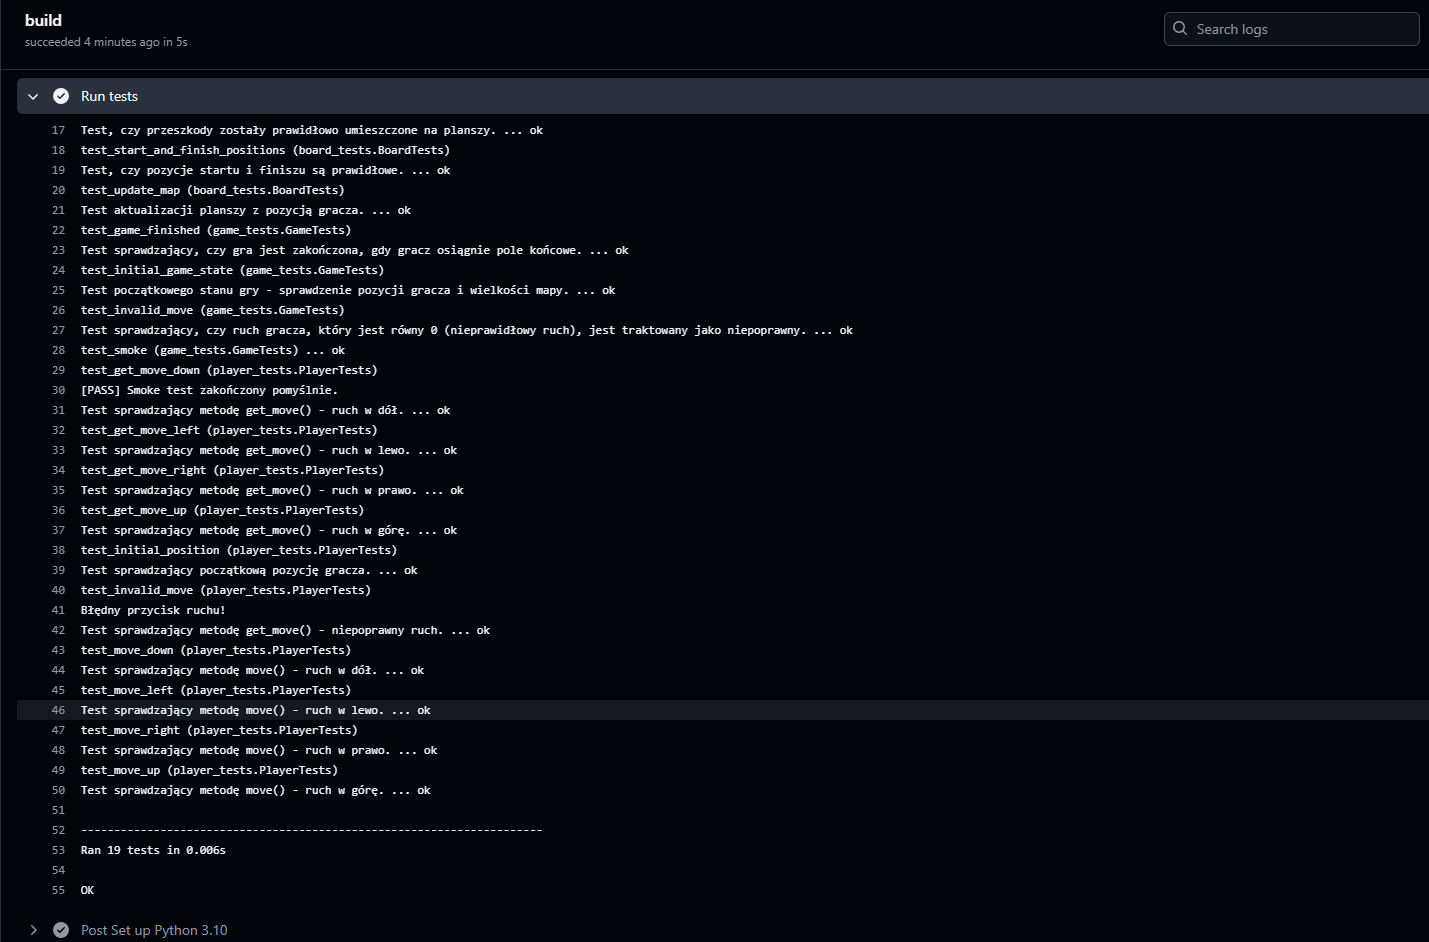 build
succeeded 4 minutes ago in 5s
Search logs
Run tests
17 Test, czy przeszkody zostały prawidłowo umieszczone na planszy. ... ok
18 test_start_and_finish_positions (board_tests.BoardTests)
19 Test, czy pozycje startu i finiszu są prawidłowe. ... ok
20 test_update_map (board_tests.BoardTests)
21 Test aktualizacji planszy z pozycją gracza. ... ok
22 test_game_finished (game_tests.GameTests)
23 Test sprawdzający, czy gra jest zakończona, gdy gracz osiągnie pole końcowe. ... ok
24 test_initial_game_state (game_tests.GameTests)
25 Test początkowego stanu gry - sprawdzenie pozycji gracza i wielkości mapy. ... ok
26 test_invalid_move (game_tests.GameTests)
27 Test sprawdzający, czy ruch gracza, który jest równy 0 (nieprawidłowy ruch), jest traktowany jako niepoprawny. ... ok
28 test_smoke (game_tests.GameTests) ... ok
29 test_get_move_down (player_tests.PlayerTests)
30 [PASS] Smoke test zakończony pomyślnie.
31 Test sprawdzający metodę get_move() - ruch w dół. ... ok
32 test_get_move_left (player_tests.PlayerTests)
33 Test sprawdzający metodę get_move() - ruch w lewo. ... ok
34 test_get_move_right (player_tests.PlayerTests)
35 Test sprawdzający metodę get_move() - ruch w prawo. ... ok
36 test_get_move_up (player_tests.PlayerTests)
37 Test sprawdzający metodę get_move() - ruch w górę. ... ok
38 test_initial_position (player_tests.PlayerTests)
39 Test sprawdzający początkową pozycję gracza. ... ok
40 test_invalid_move (player_tests.PlayerTests)
41 Błędny przycisk ruchu!
42 Test sprawdzający metodę get_move() - niepoprawny ruch. ... ok
43 test_move_down (player_tests.PlayerTests)
44 Test sprawdzający metodę move() - ruch w dół. ... ok
45 test_move_left (player_tests.PlayerTests)
46 Test sprawdzający metodę move() - ruch w lewo. ... ok
47 test_move_right (player_tests.PlayerTests)
48 Test sprawdzający metodę move() - ruch w prawo. ... ok
49 test_move_up (player_tests.PlayerTests)
50 Test sprawdzający metodę move() - ruch w górę. ... ok
51
52 ----------------------------------------------------------------------
53 Ran 19 tests in 0.006s
54
55 OK
Post Set up Python 3.10